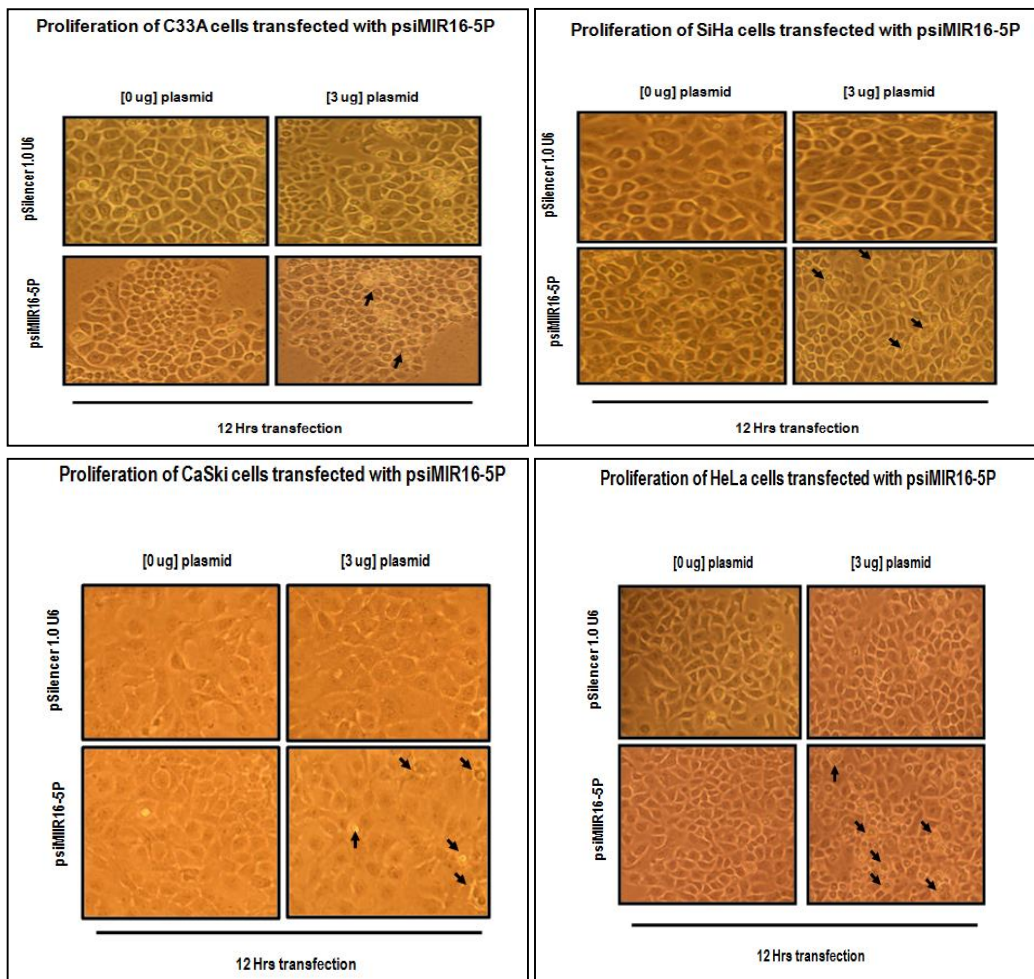 Proliferation of C33A cells transfected with psiMIR16-5P
[0 ug] plasmid
[3 ug] plasmid
pSilencer 1.0 U6
psiMIIR16-5P
12 Hrs transfection
Proliferation of SiHa cells transfected with psiMIR16-5P
[0 ug] plasmid
[3 ug] plasmid
pSilencer 1.0 U6
psiMIIR16-5P
12 Hrs transfection
Proliferation of CaSki cells transfected with psiMIR16-5P
[0 ug] plasmid
[3 ug] plasmid
pSilencer 1.0 U6
psiMIIR16-5P
12 Hrs transfection
Proliferation of HeLa cells transfected with psiMIR16-5P
[0 ug] plasmid
[3 ug] plasmid
pSilencer 1.0 U6
psiMIIR16-5P
12 Hrs transfection